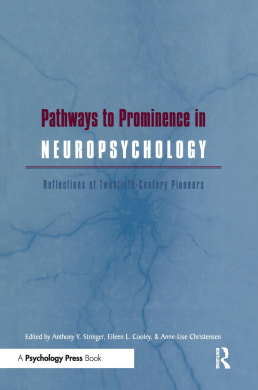 Pathways to Prominence in
NEUROPSYCHOLOGY
Reflections of Twentieth-Century Pioneers
Edited by Anthony Y. Stringer, Eileen L. Cooley, & Anne-Lise Christensen
A Psychology Press Book
R
Routledge